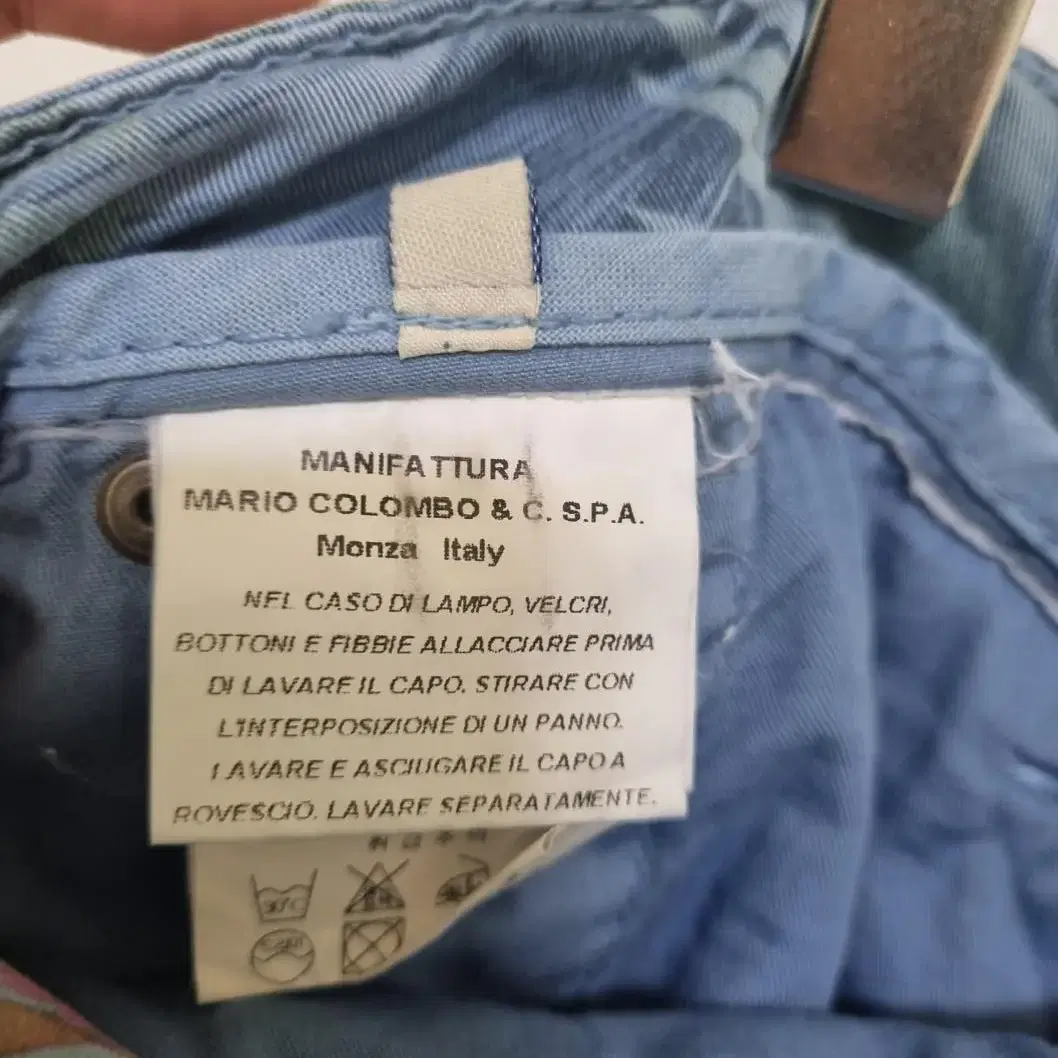 MANIFATTURA
MARIO COLOMBO & C. S.P.A.
Monza Italy
NEL CASO DI LAMPO, VELCRI,
BOTTONI E FIBBIE ALLACCIARE PRIMA
DI LAVARE IL CAPO. STIRARE CON
L'INTERPOSIZIONE DI UN PANNO.
LAVARE E ASCIUGARE IL CAPO A
ROVESCIO. LAVARE SEPARATAMENTE.
30°C